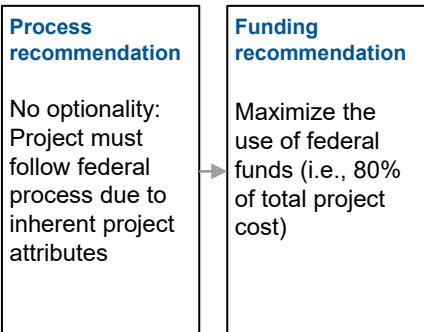 Process
recommendation
No optionality:
Project must
follow federal
process due to
inherent project
attributes
Funding
recommendation
Maximize the
use of federal
funds (i.e., 80%
of total project
cost)